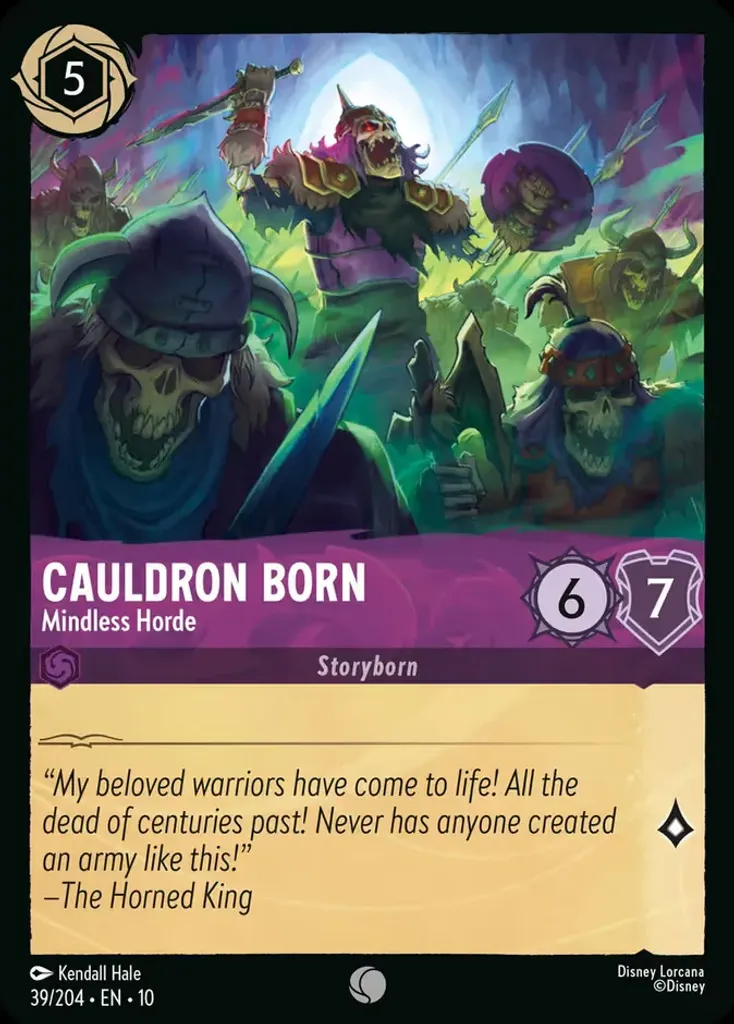 5
CAULDRON BORN
Mindless Horde
6
7
Storyborn
“My beloved warriors have come to life! All the
dead of centuries past! Never has anyone created
an army like this!”
–The Horned King
Kendall Hale
39/204 • EN • 10
Disney Lorcana
©Disney